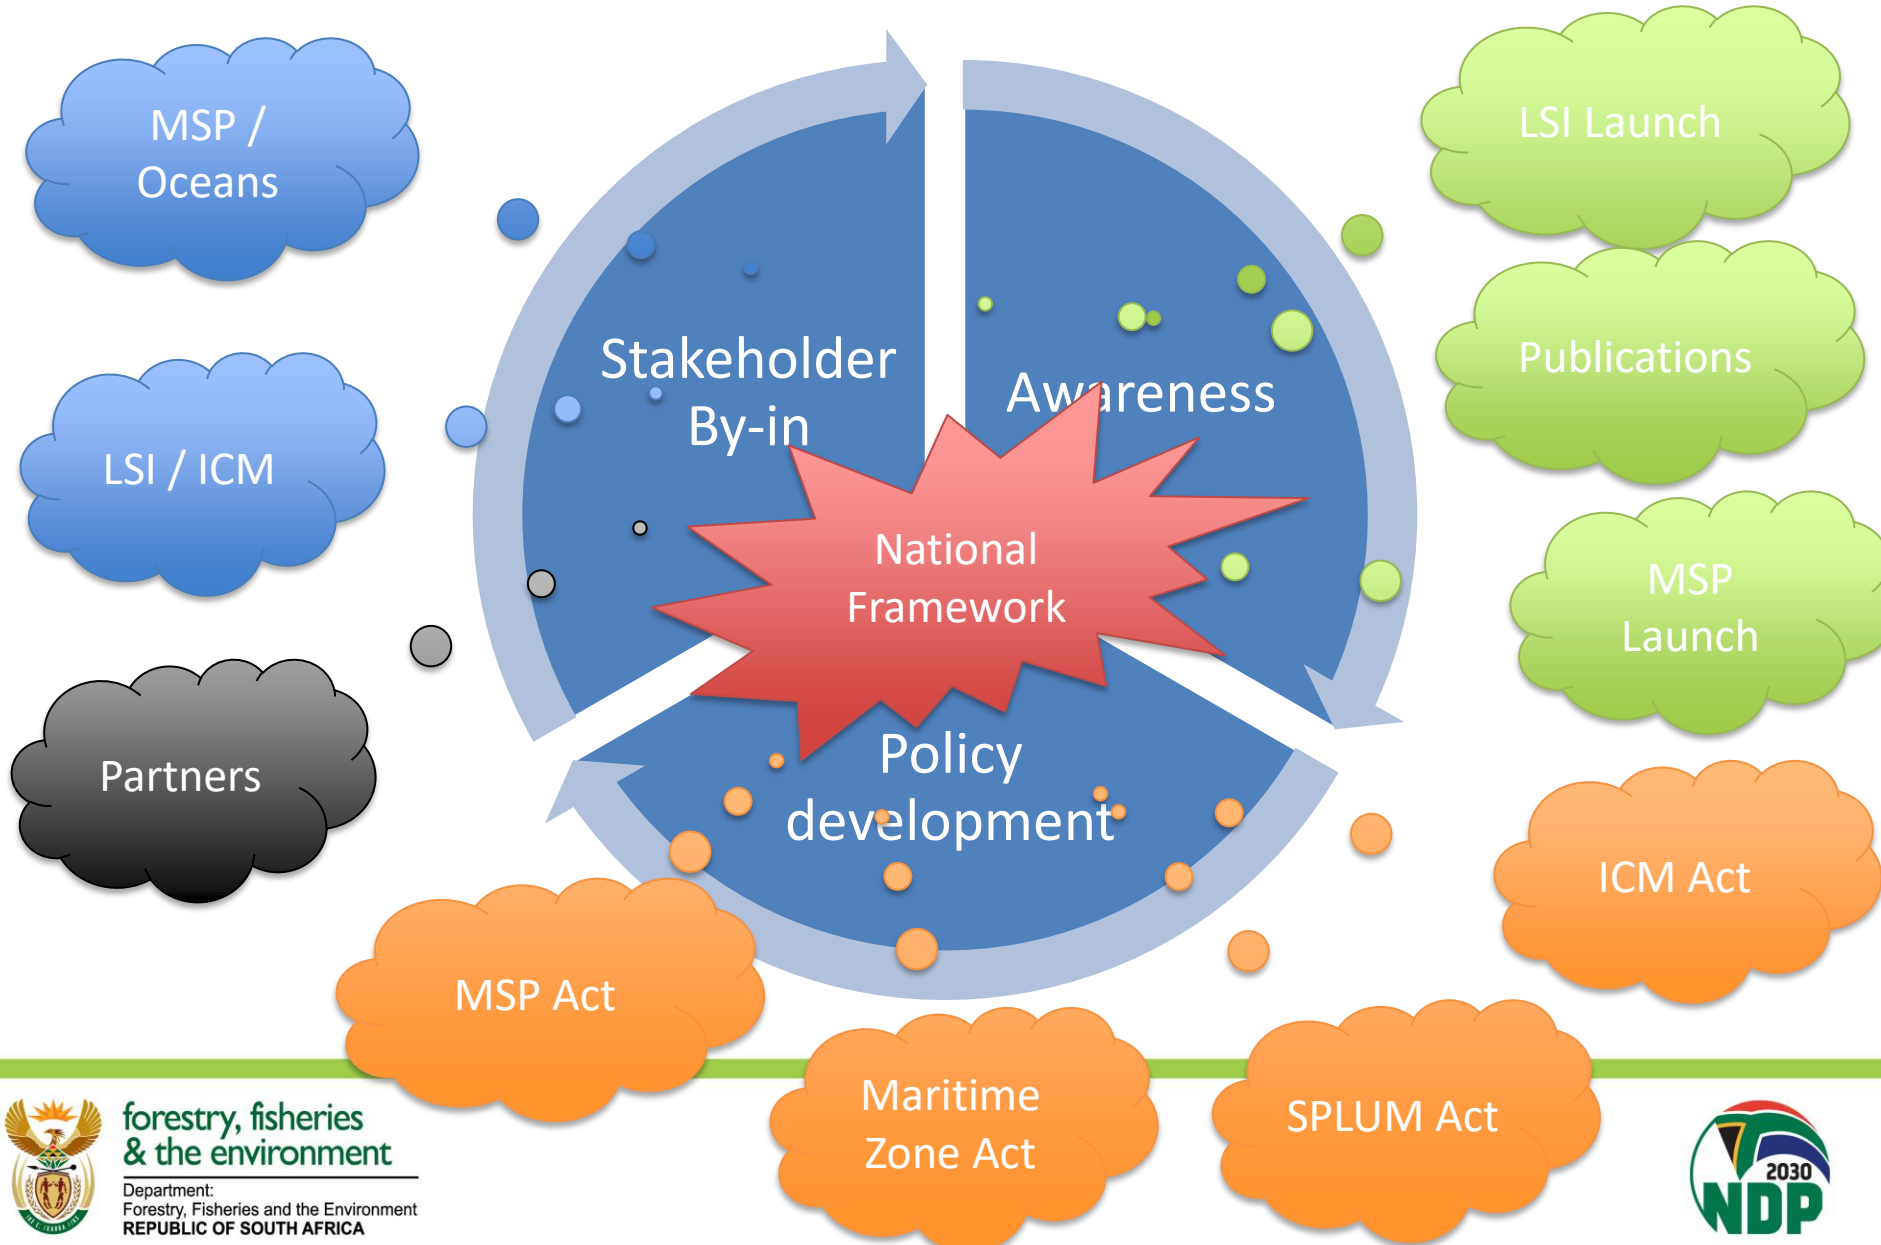 MSP /
Oceans
LSI / ICM
Partners
Stakeholder
By-in
Awareness
National
Framework
Policy
development
LSI Launch
Publications
MSP
Launch
ICM Act
MSP Act
Maritime
Zone Act
SPLUM Act
forestry, fisheries
& the environment
Department:
Forestry, Fisheries and the Environment
REPUBLIC OF SOUTH AFRICA
2030
NDP